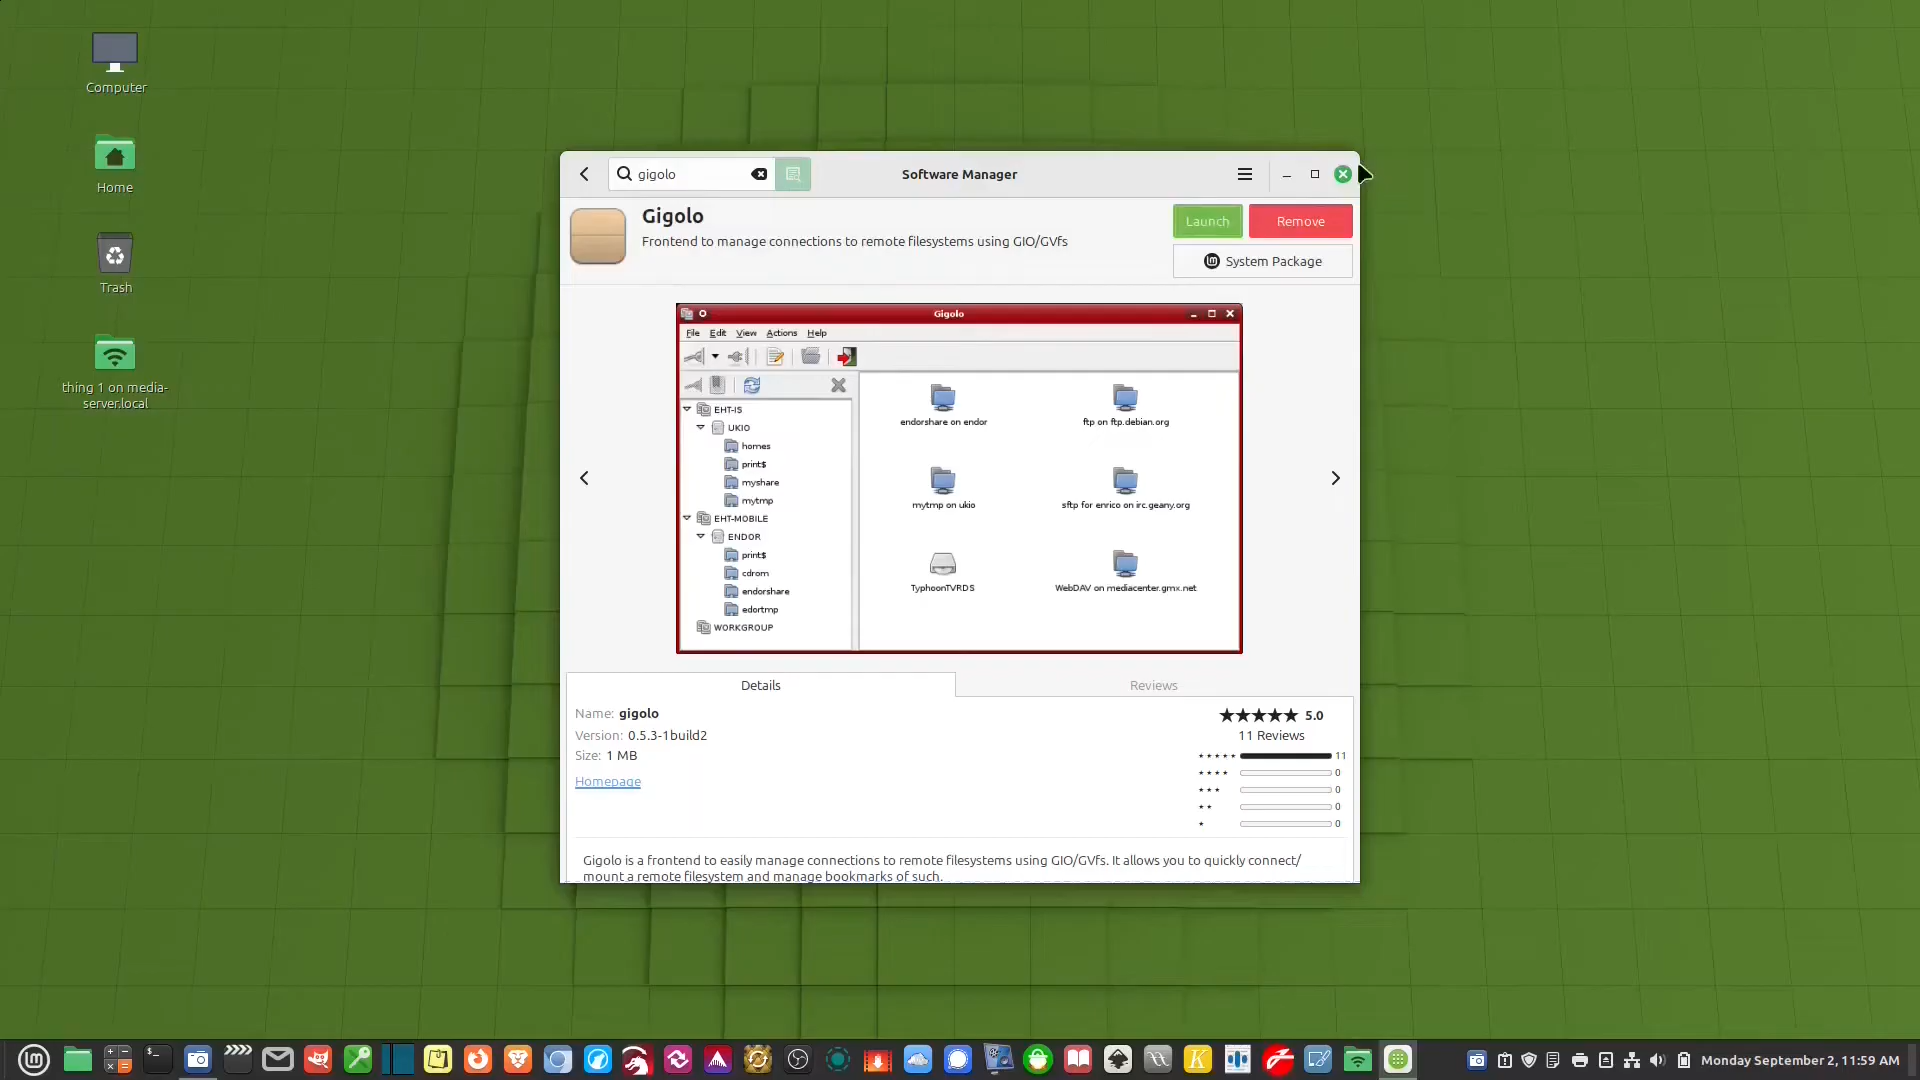 Computer
Home
Trash
thing 1 on media-
server.local
gigolo
Software Manager
Gigolo
Frontend to manage connections to remote filesystems using GIO/GVfs
Launch
Remove
System Package
Gigolo
File Edit View Actions Help
EHT-IS
UKIO
homes
print$
myshare
mytmp
EHT-MOBILE
ENDOR
print$
cdrom
endorshare
edortmp
WORKGROUP
endorshare on endor
ftp on ftp.debian.org
mytmp on ukio
sftp for enrico on irc.geany.org
TyphoonTVRDS
WebDAV on mediacenter.gmx.net
Details
Reviews
Name: gigolo
Version: 0.5.3-1build2
Size: 1 MB
Homepage
★★★★★ 5.0
11 Reviews
★★★★★ 11
★★★★ 0
★★★ 0
★★ 0
★ 0
Gigolo is a frontend to easily manage connections to remote filesystems using GIO/GVfs. It allows you to quickly connect/
mount a remote filesystem and manage bookmarks of such.
Monday September 2, 11:59 AM